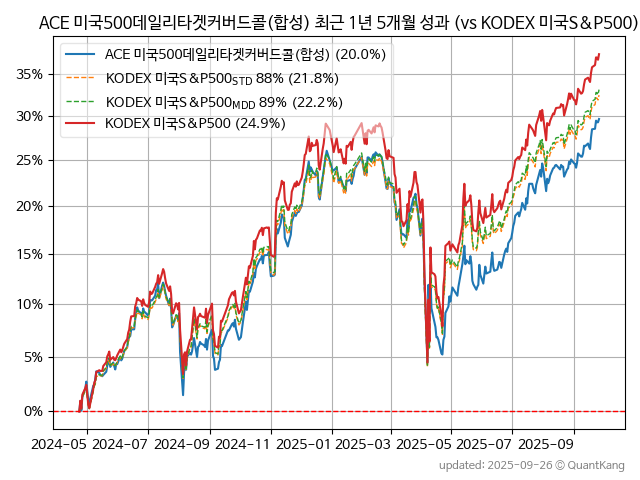 ACE 미국500데일리타겟커버드콜(합성) 최근 1년 5개월 성과 (vs KODEX 미국S&P500)
ACE 미국500데일리타겟커버드콜(합성) (20.0%)
KODEX 미국S&P500STD 88% (21.8%)
KODEX 미국S&P500MDD 89% (22.2%)
KODEX 미국S&P500 (24.9%)
35%
30%
25%
20%
15%
10%
5%
0%
2024-05 2024-07 2024-09 2024-11 2025-01 2025-03 2025-05 2025-07 2025-09
updated: 2025-09-26 © QuantKang